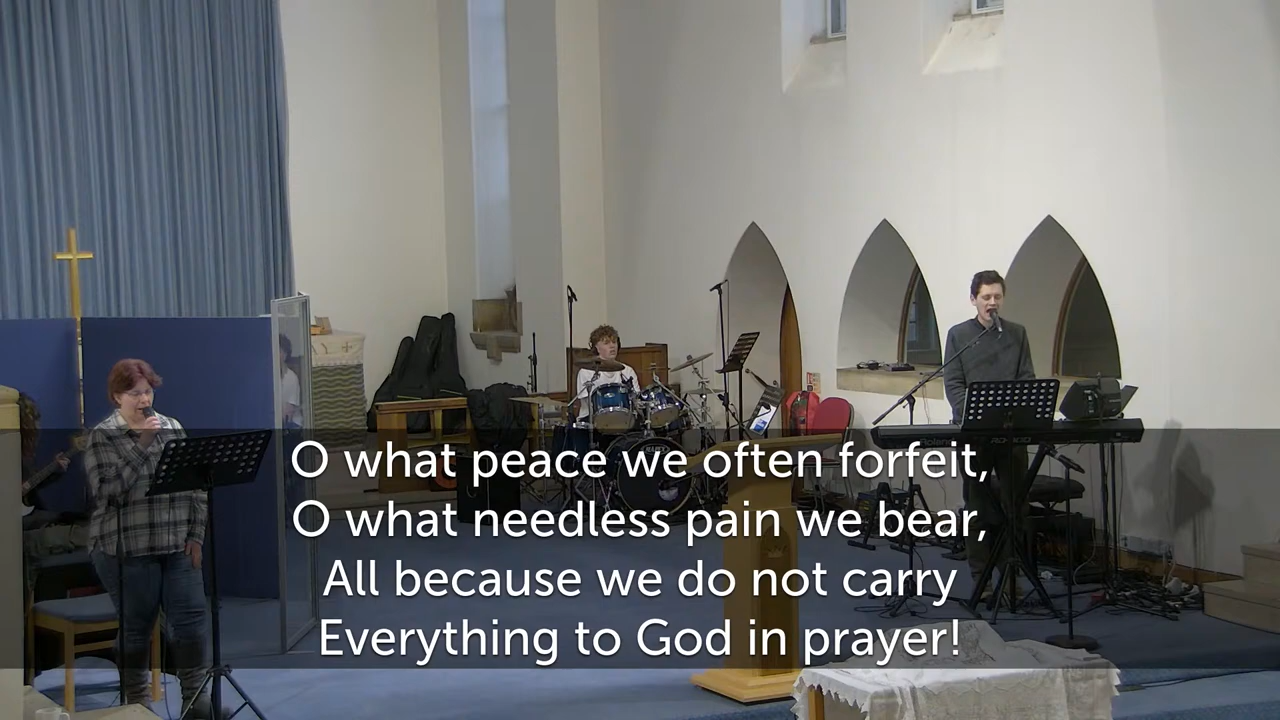 O what peace we often forfeit,
O what needless pain we bear,
All because we do not carry
Everything to God in prayer!
Roland